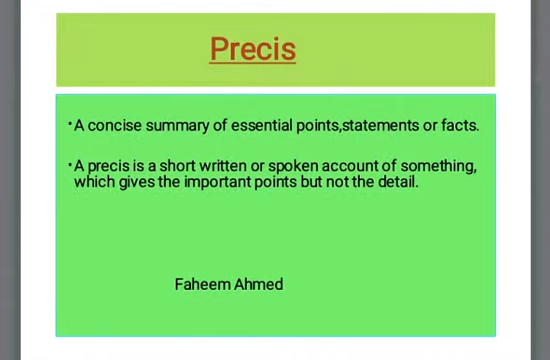 Precis
•A concise summary of essential points,statements or facts.
•A precis is a short written or spoken account of something,
which gives the important points but not the detail.
Faheem Ahmed